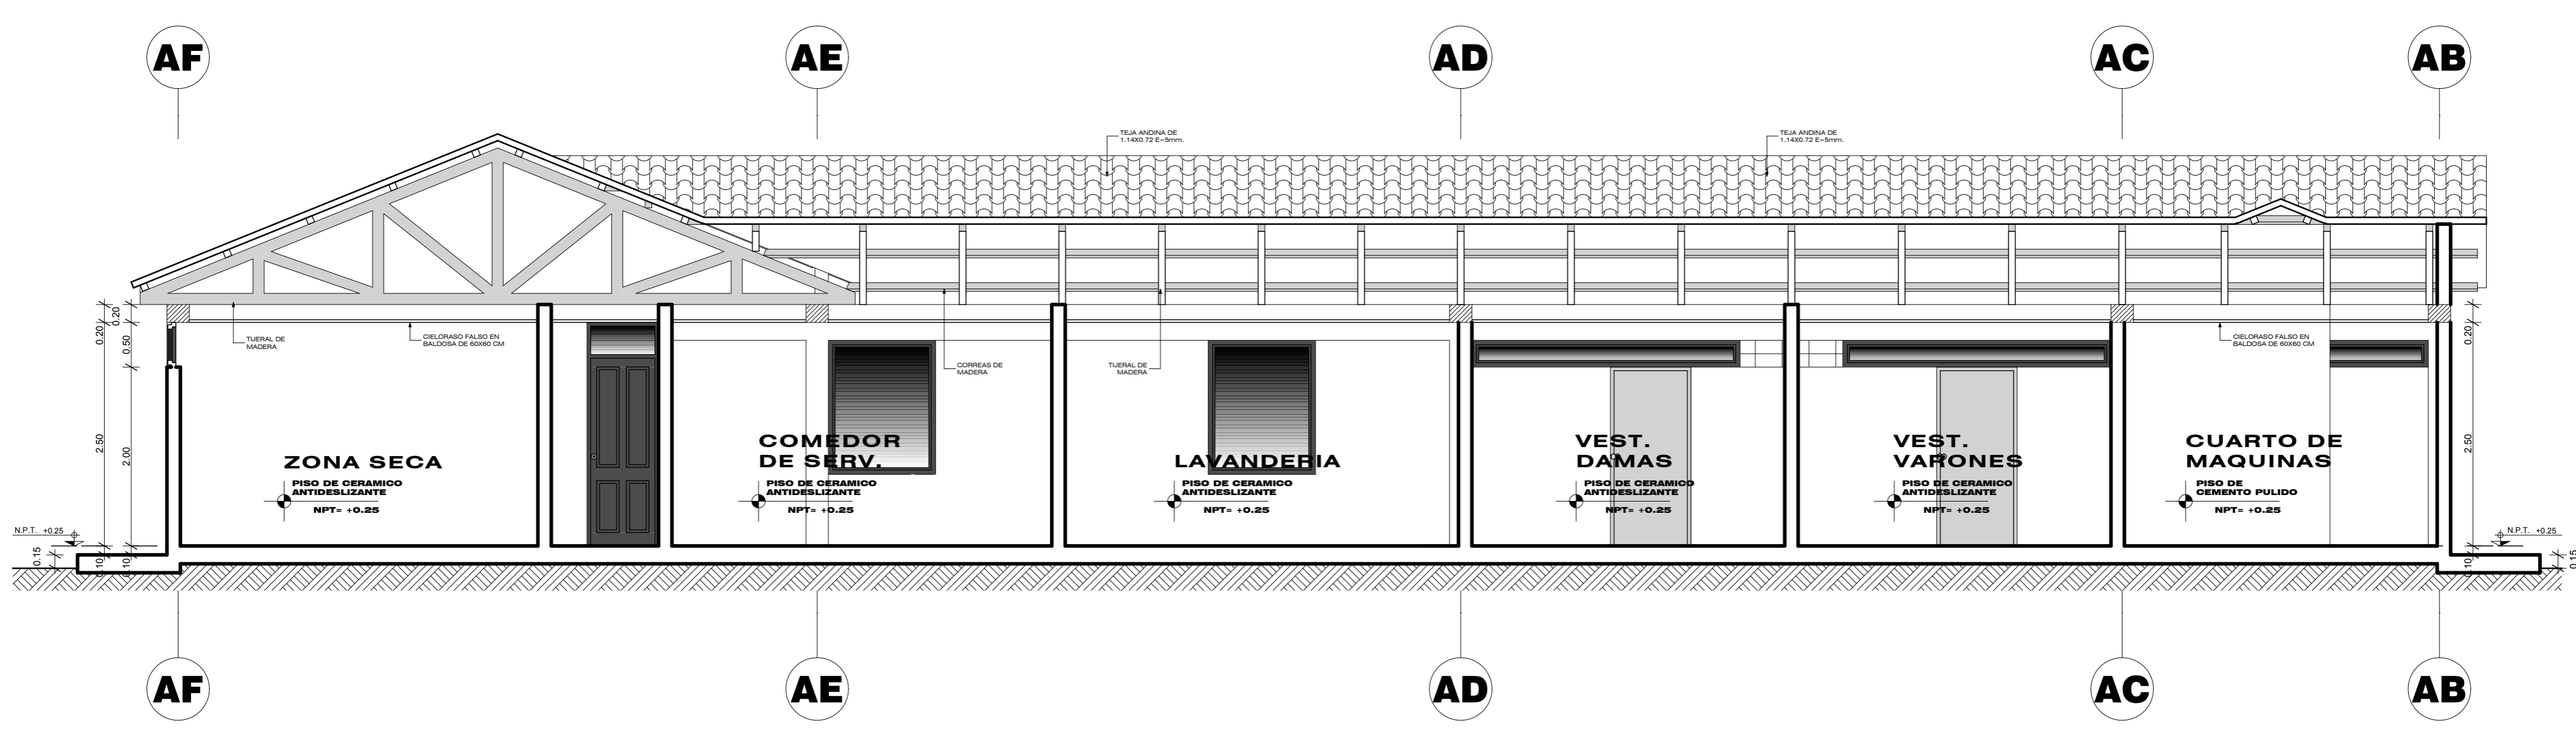 AF
AE
AD
AC
AB
TEJA ANDINA DE
1.14X0.72 E=5mm.
TEJA ANDINA DE
1.14X0.72 E=5mm.
0.20
0.20
0.50
2.50
2.00
TIJERAL DE
MADERA
CIELORASO FALSO EN
BALDOSA DE 60X60 CM
CORREAS DE
MADERA
TIJERAL DE
MADERA
CIELORASO FALSO EN
BALDOSA DE 60X60 CM
0.20
2.50
ZONA SECA
PISO DE CERAMICO
ANTIDESLIZANTE
NPT= +0.25
COMEDOR
DE SERV.
PISO DE CERAMICO
ANTIDESLIZANTE
NPT= +0.25
LAVANDERIA
PISO DE CERAMICO
ANTIDESLIZANTE
NPT= +0.25
VEST.
DAMAS
PISO DE CERAMICO
ANTIDESLIZANTE
NPT= +0.25
VEST.
VARONES
PISO DE CERAMICO
ANTIDESLIZANTE
NPT= +0.25
CUARTO DE
MAQUINAS
PISO DE
CEMENTO PULIDO
NPT= +0.25
N.P.T. +0.25
0.15
0.10
0.10
N.P.T. +0.25
0.10
0.15
AF
AE
AD
AC
AB